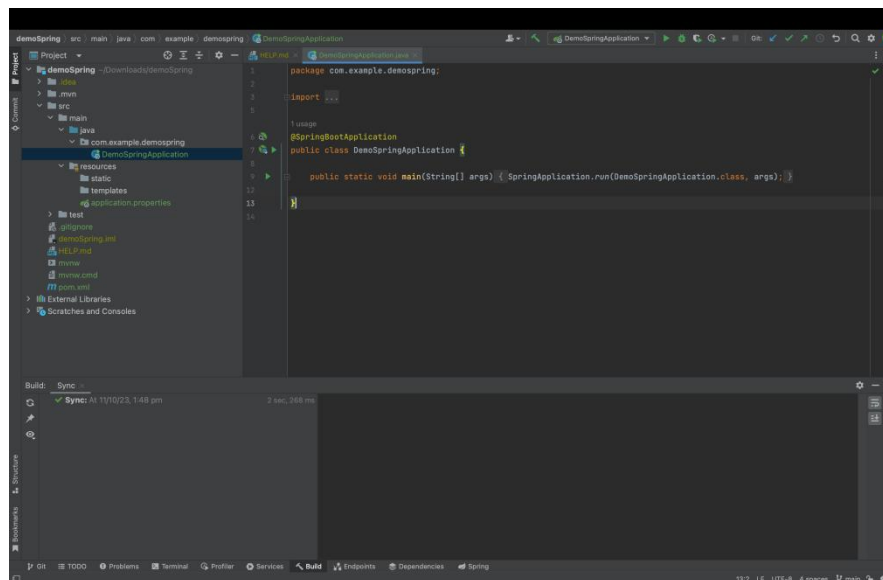 demoSpring src main java com example demospring DemoSpringApplication
DemoSpringApplication
Git:
Project
HELP.md
DemoSpringApplication.java
demoSpring ~/Downloads/demoSpring
.idea
.mvn
src
main
java
com.example.demospring
DemoSpringApplication
resources
static
templates
application.properties
test
.gitignore
demoSpring.iml
HELP.md
mvnw
mvnw.cmd
pom.xml
External Libraries
Scratches and Consoles
Project
Commit
Structure
Bookmarks
1 package com.example.demospring;
2
3 import ...
5
1 usage
6 @SpringBootApplication
7 public class DemoSpringApplication {
8
9 public static void main(String[] args) { SpringApplication.run(DemoSpringApplication.class, args); }
12
13 }
14
Build: Sync
Sync: At 11/10/23, 1:48 pm 2 sec, 268 ms
Git TODO Problems Terminal Profiler Services Build Endpoints Dependencies Spring
13:2 LF UTF-8 4 spaces main